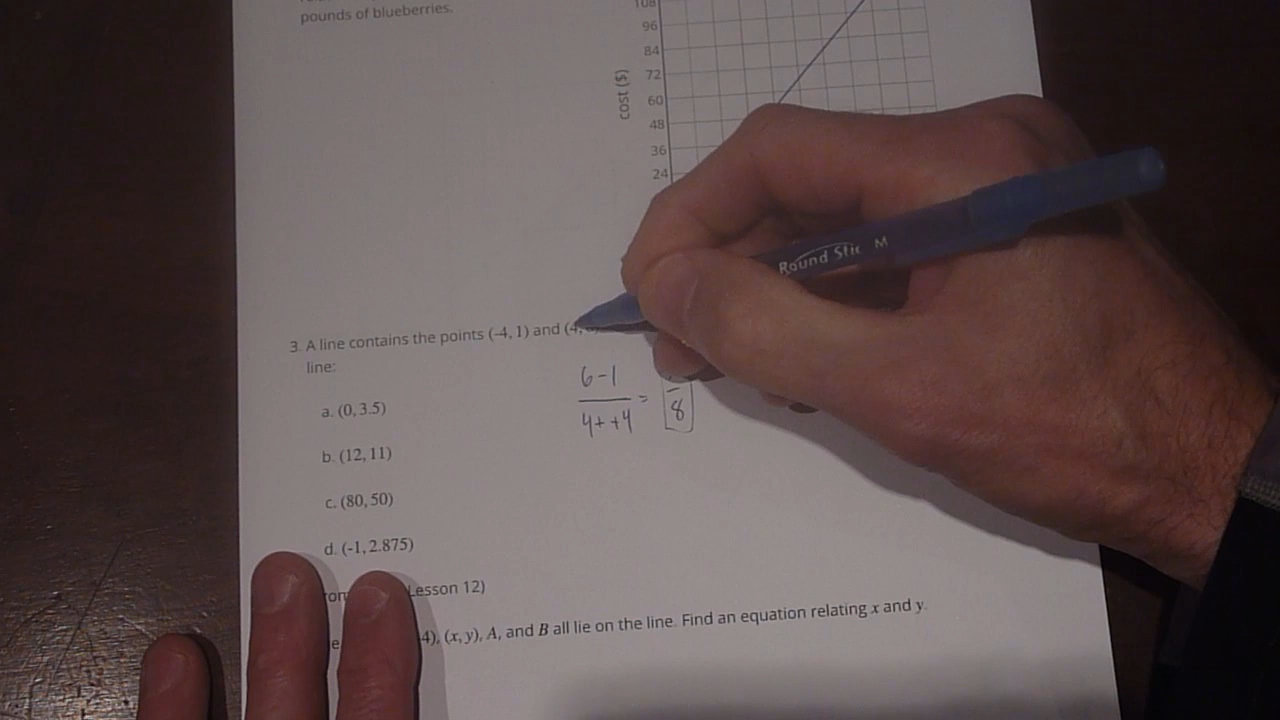 pounds of blueberries.
108
96
84
72
60
48
36
24
cost ($)
Round Stic M
3. A line contains the points (-4, 1) and (4,
line:
6-1
4+ +4
=
8
a. (0, 3.5)
b. (12, 11)
c. (80, 50)
d. (-1, 2.875)
Lesson 12)
4), (x, y), A, and B all lie on the line. Find an equation relating x and y.